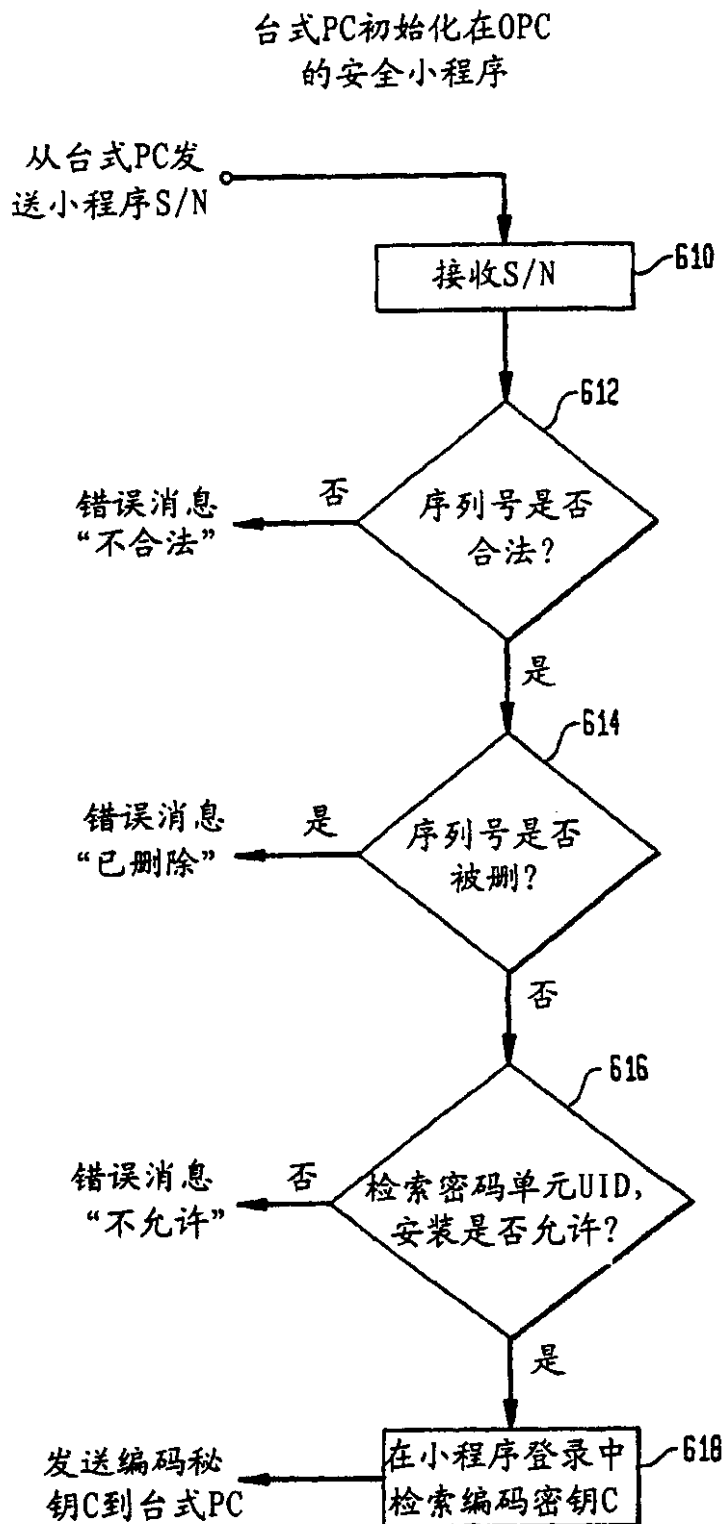 台式PC初始化在OPC
的安全小程序
从台式PC发
送小程序S/N
接收S/N
610
612
序列号是否
合法?
否
错误消息
“不合法”
是
614
序列号是否
被删?
是
错误消息
“已删除”
否
616
检索密码单元UID,
安装是否允许?
否
错误消息
“不允许”
是
618
在小程序登录中
检索编码密钥C
发送编码秘
钥C到台式PC